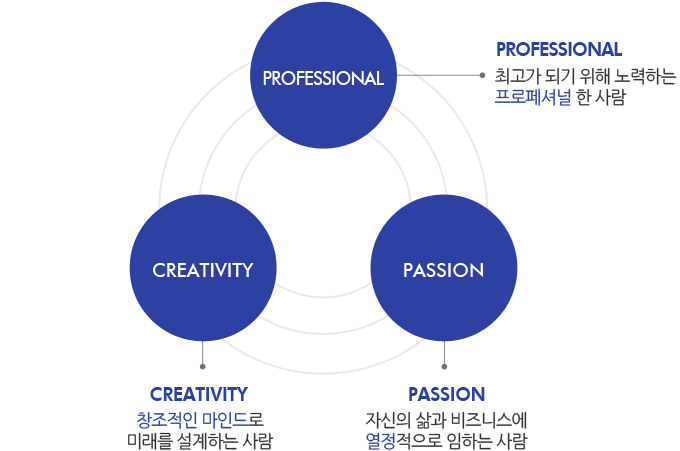 PROFESSIONAL
PROFESSIONAL
최고가 되기 위해 노력하는
프로페셔널 한 사람
CREATIVITY
PASSION
CREATIVITY
창조적인 마인드로
미래를 설계하는 사람
PASSION
자신의 삶과 비즈니스에
열정적으로 임하는 사람